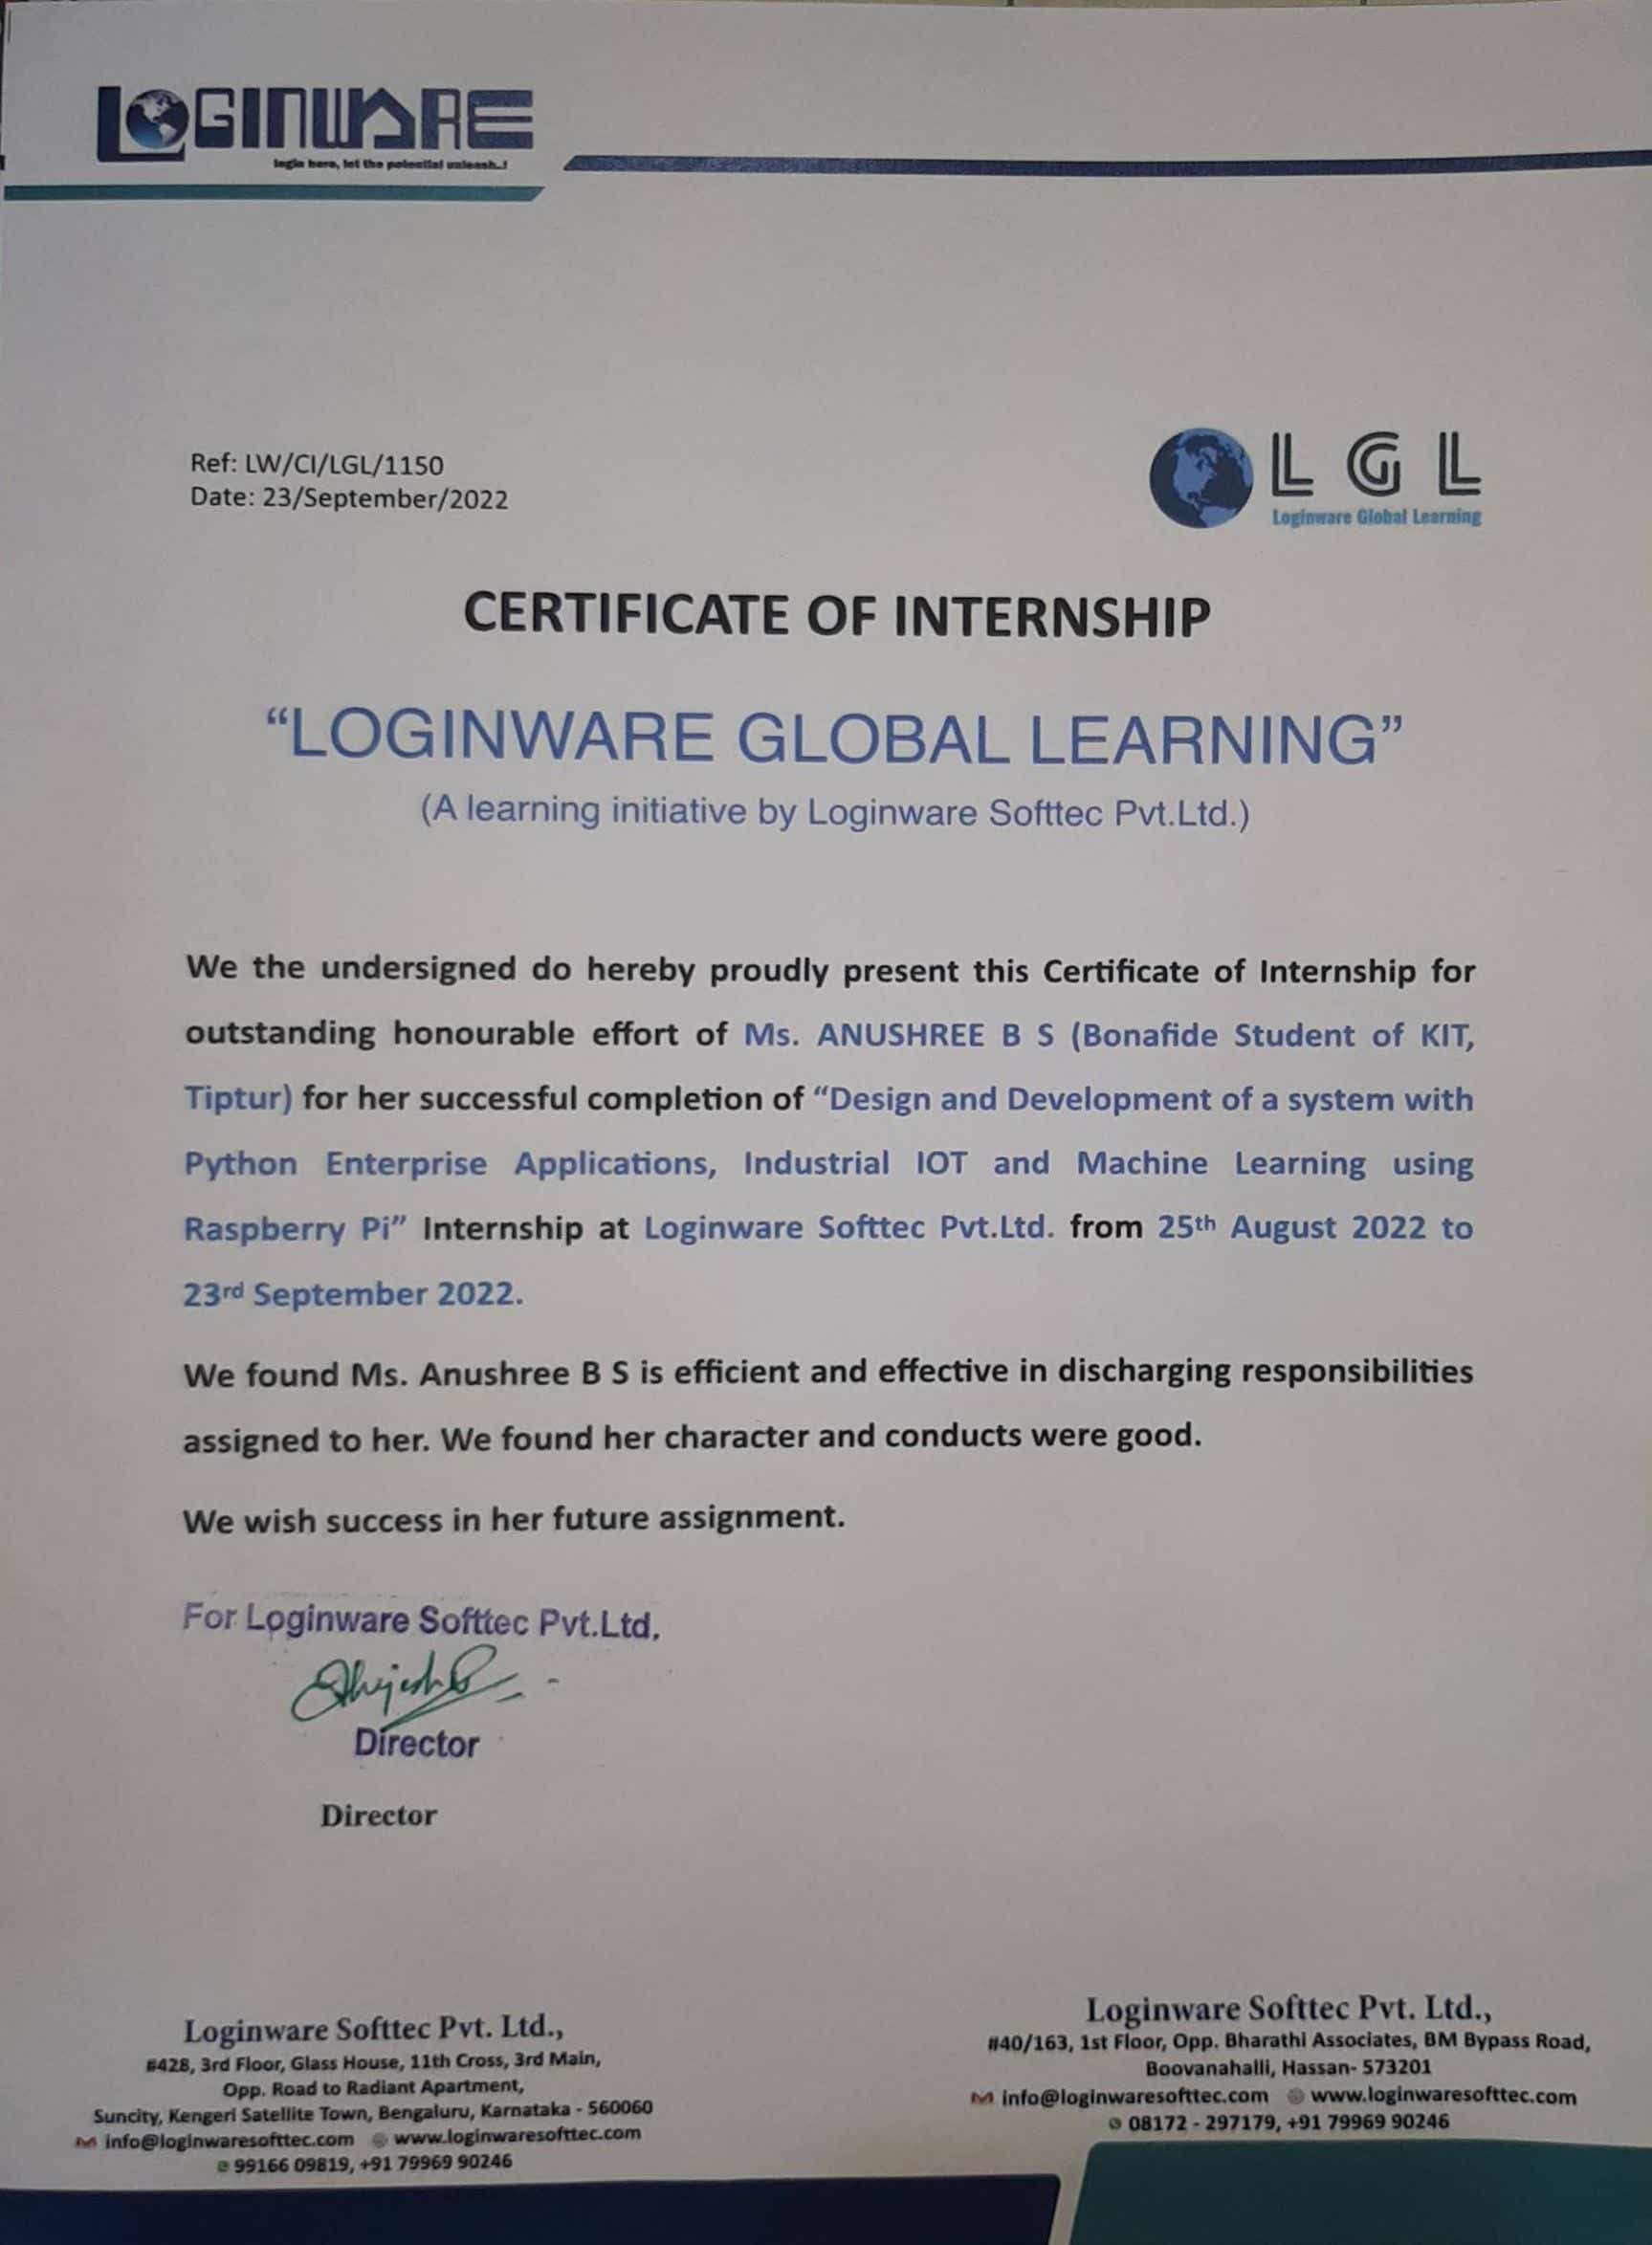 LOGINWARE
login here, let the potential unleash..!
Ref: LW/CI/LGL/1150
Date: 23/September/2022
LGL
Loginware Global Learning
CERTIFICATE OF INTERNSHIP
“LOGINWARE GLOBAL LEARNING”
(A learning initiative by Loginware Softtec Pvt.Ltd.)
We the undersigned do hereby proudly present this Certificate of Internship for
outstanding honourable effort of Ms. ANUSHREE B S (Bonafide Student of KIT,
Tiptur) for her successful completion of “Design and Development of a system with
Python Enterprise Applications, Industrial IOT and Machine Learning using
Raspberry Pi” Internship at Loginware Softtec Pvt.Ltd. from 25th August 2022 to
23rd September 2022.
We found Ms. Anushree B S is efficient and effective in discharging responsibilities
assigned to her. We found her character and conducts were good.
We wish success in her future assignment.
For Loginware Softtec Pvt.Ltd.
Director
Director
Loginware Softtec Pvt. Ltd.,
#428, 3rd Floor, Glass House, 11th Cross, 3rd Main,
Opp. Road to Radiant Apartment,
Suncity, Kengeri Satellite Town, Bengaluru, Karnataka - 560060
info@loginwaresofttec.com www.loginwaresofttec.com
99166 09819, +91 79969 90246
Loginware Softtec Pvt. Ltd.,
#40/163, 1st Floor, Opp. Bharathi Associates, BM Bypass Road,
Boovanahalli, Hassan- 573201
info@loginwaresofttec.com www.loginwaresofttec.com
08172 - 297179, +91 79969 90246